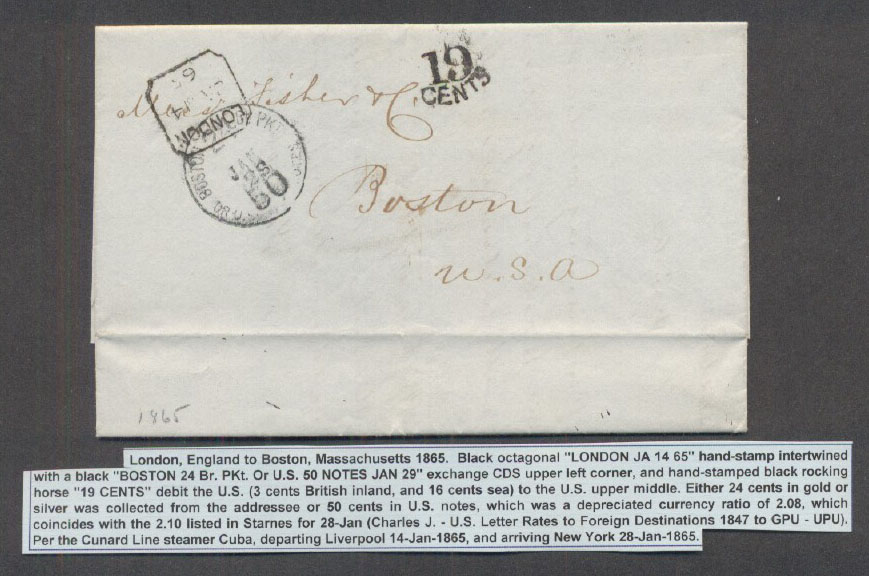 19
CENTS
LONDON
BOSTON BR. PKT.
JAN
50
OR U.S.
Fisher & Co
Boston
U.S.A
1865
London, England to Boston, Massachusetts 1865. Black octagonal "LONDON JA 14 65" hand-stamp intertwined
with a black "BOSTON 24 Br. PKt. Or U.S. 50 NOTES JAN 29" exchange CDS upper left corner, and hand-stamped black rocking
horse "19 CENTS" debit the U.S. (3 cents British inland, and 16 cents sea) to the U.S. upper middle. Either 24 cents in gold or
silver was collected from the addressee or 50 cents in U.S. notes, which was a depreciated currency ratio of 2.08, which
coincides with the 2.10 listed in Starnes for 28-Jan (Charles J. - U.S. Letter Rates to Foreign Destinations 1847 to GPU - UPU).
Per the Cunard Line steamer Cuba, departing Liverpool 14-Jan-1865, and arriving New York 28-Jan-1865.